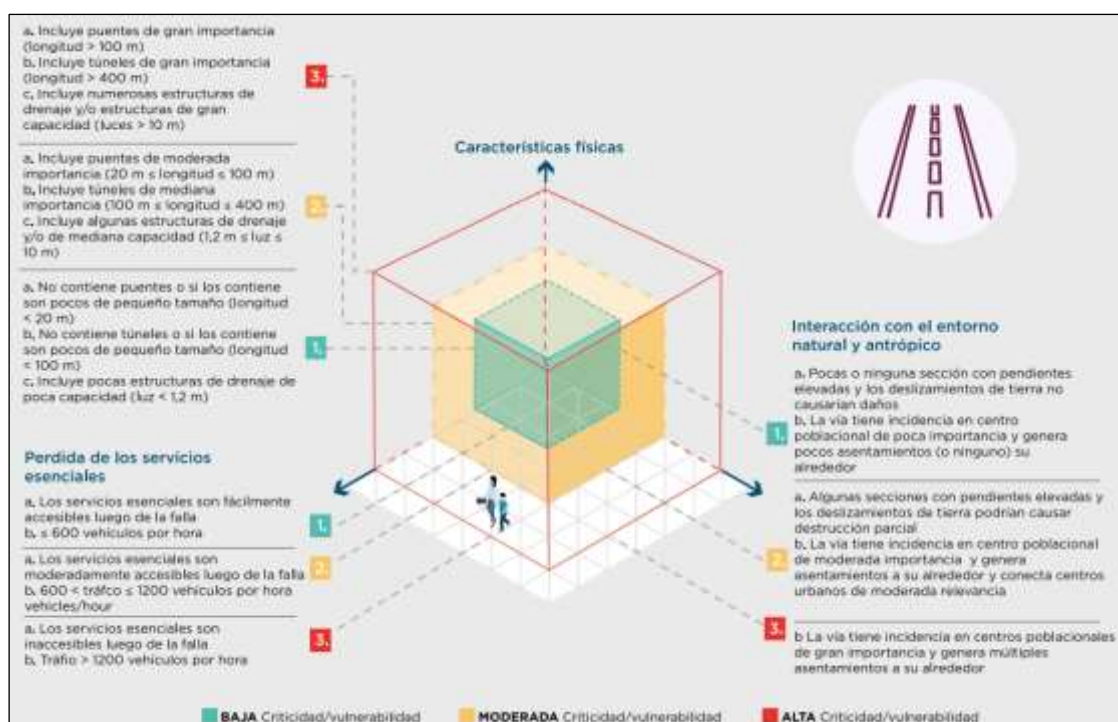 a. Incluye puentes de gran importancia
(longitud > 100 m)
b. Incluye túneles de gran importancia
(longitud > 400 m)
c. Incluye numerosas estructuras de
drenaje y/o estructuras de gran
capacidad (luces > 10 m)
3.
a. Incluye puentes de moderada
importancia (20 m ≤ longitud ≤ 100 m)
b. Incluye túneles de mediana
importancia (100 m ≤ longitud ≤ 400 m)
c. Incluye algunas estructuras de drenaje
y/o de mediana capacidad (1,2 m ≤ luz ≤
10 m)
2.
a. No contiene puentes o si los contiene
son pocos de pequeño tamaño (longitud
< 20 m)
b. No contiene túneles o si los contiene
son pocos de pequeño tamaño (longitud
< 100 m)
c. Incluye pocas estructuras de drenaje de
poca capacidad (luz < 1,2 m)
1.
Características físicas
Perdida de los servicios
esenciales
a. Los servicios esenciales son fácilmente
accesibles luego de la falla
b. ≤ 600 vehículos por hora
1.
a. Los servicios esenciales son
moderadamente accesibles luego de la falla
b. 600 < tráfco ≤ 1200 vehículos por hora
vehicles/hour
2.
a. Los servicios esenciales son
inaccesibles luego de la falla
b. Tráfio > 1200 vehículos por hora
3.
Interacción con el entorno
natural y antrópico
a. Pocas o ninguna sección con pendientes
elevadas y los deslizamientos de tierra no
causarían daños
b. La vía tiene incidencia en centro
poblacional de poca importancia y genera
pocos asentamientos (o ninguno) su
alrededor
1.
a. Algunas secciones con pendientes elevadas y
los deslizamientos de tierra podrían causar
destrucción parcial
b. La vía tiene incidencia en centro poblacional
de moderada importancia y genera
asentamientos a su alrededor y conecta centros
urbanos de moderada relevancia
2.
b La vía tiene incidencia en centros poblacionales
de gran importancia y genera múltiples
asentamientos a su alrededor
3.
BAJA Criticidad/vulnerabilidad
MODERADA Criticidad/vulnerabilidad
ALTA Criticidad/vulnerabilidad